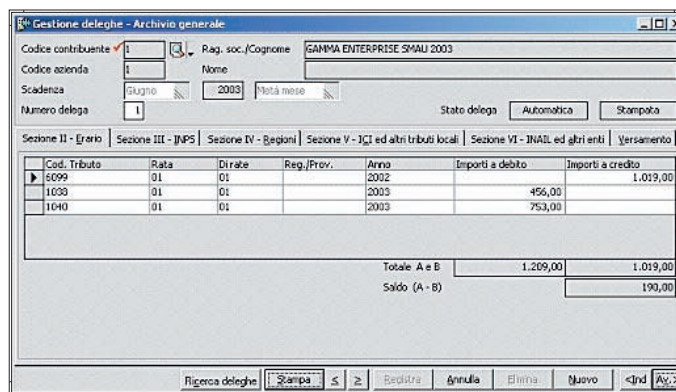 Gestione deleghe - Archivio generale
Codice contribuente 1 Rag. soc./Cognome GAMMA ENTERPRISE SMAU 2003
Codice azienda 1 Nome
Scadenza Giugno 2003 Metà mese
Numero delega 1 Stato delega Automatica Stampata
Sezione II - Erario Sezione III - INPS Sezione IV - Regioni Sezione V - ICI ed altri tributi locali Sezione VI - INAIL ed altri enti Versamento
Cod. Tributo Rata Di rate Reg./Prov. Anno Importi a debito Importi a credito
6099 01 01 2002 1.019,00
1038 01 01 2003 456,00
1040 01 01 2003 753,00
Totale A e B 1.209,00 1.019,00
Saldo (A - B) 190,00
Ricerca deleghe Stampa ≤ ≥ Registra Annulla Elimina Nuovo <Ind Av.>